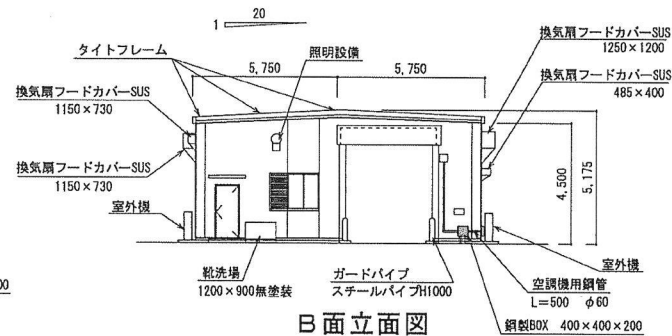 20
1
タイトフレーム
照明設備
換気扇フードカバーSUS
1250×1200
5,750
5,750
換気扇フードカバーSUS
485×400
換気扇フードカバーSUS
1150×730
換気扇フードカバーSUS
1150×730
4,500
5,175
室外機
室外機
靴洗場
1200×900無塗装
ガードパイプ
スチールパイプH1000
空調機用鋼管
L=500 φ60
鋼製BOX 400×400×200
00
B面立面図